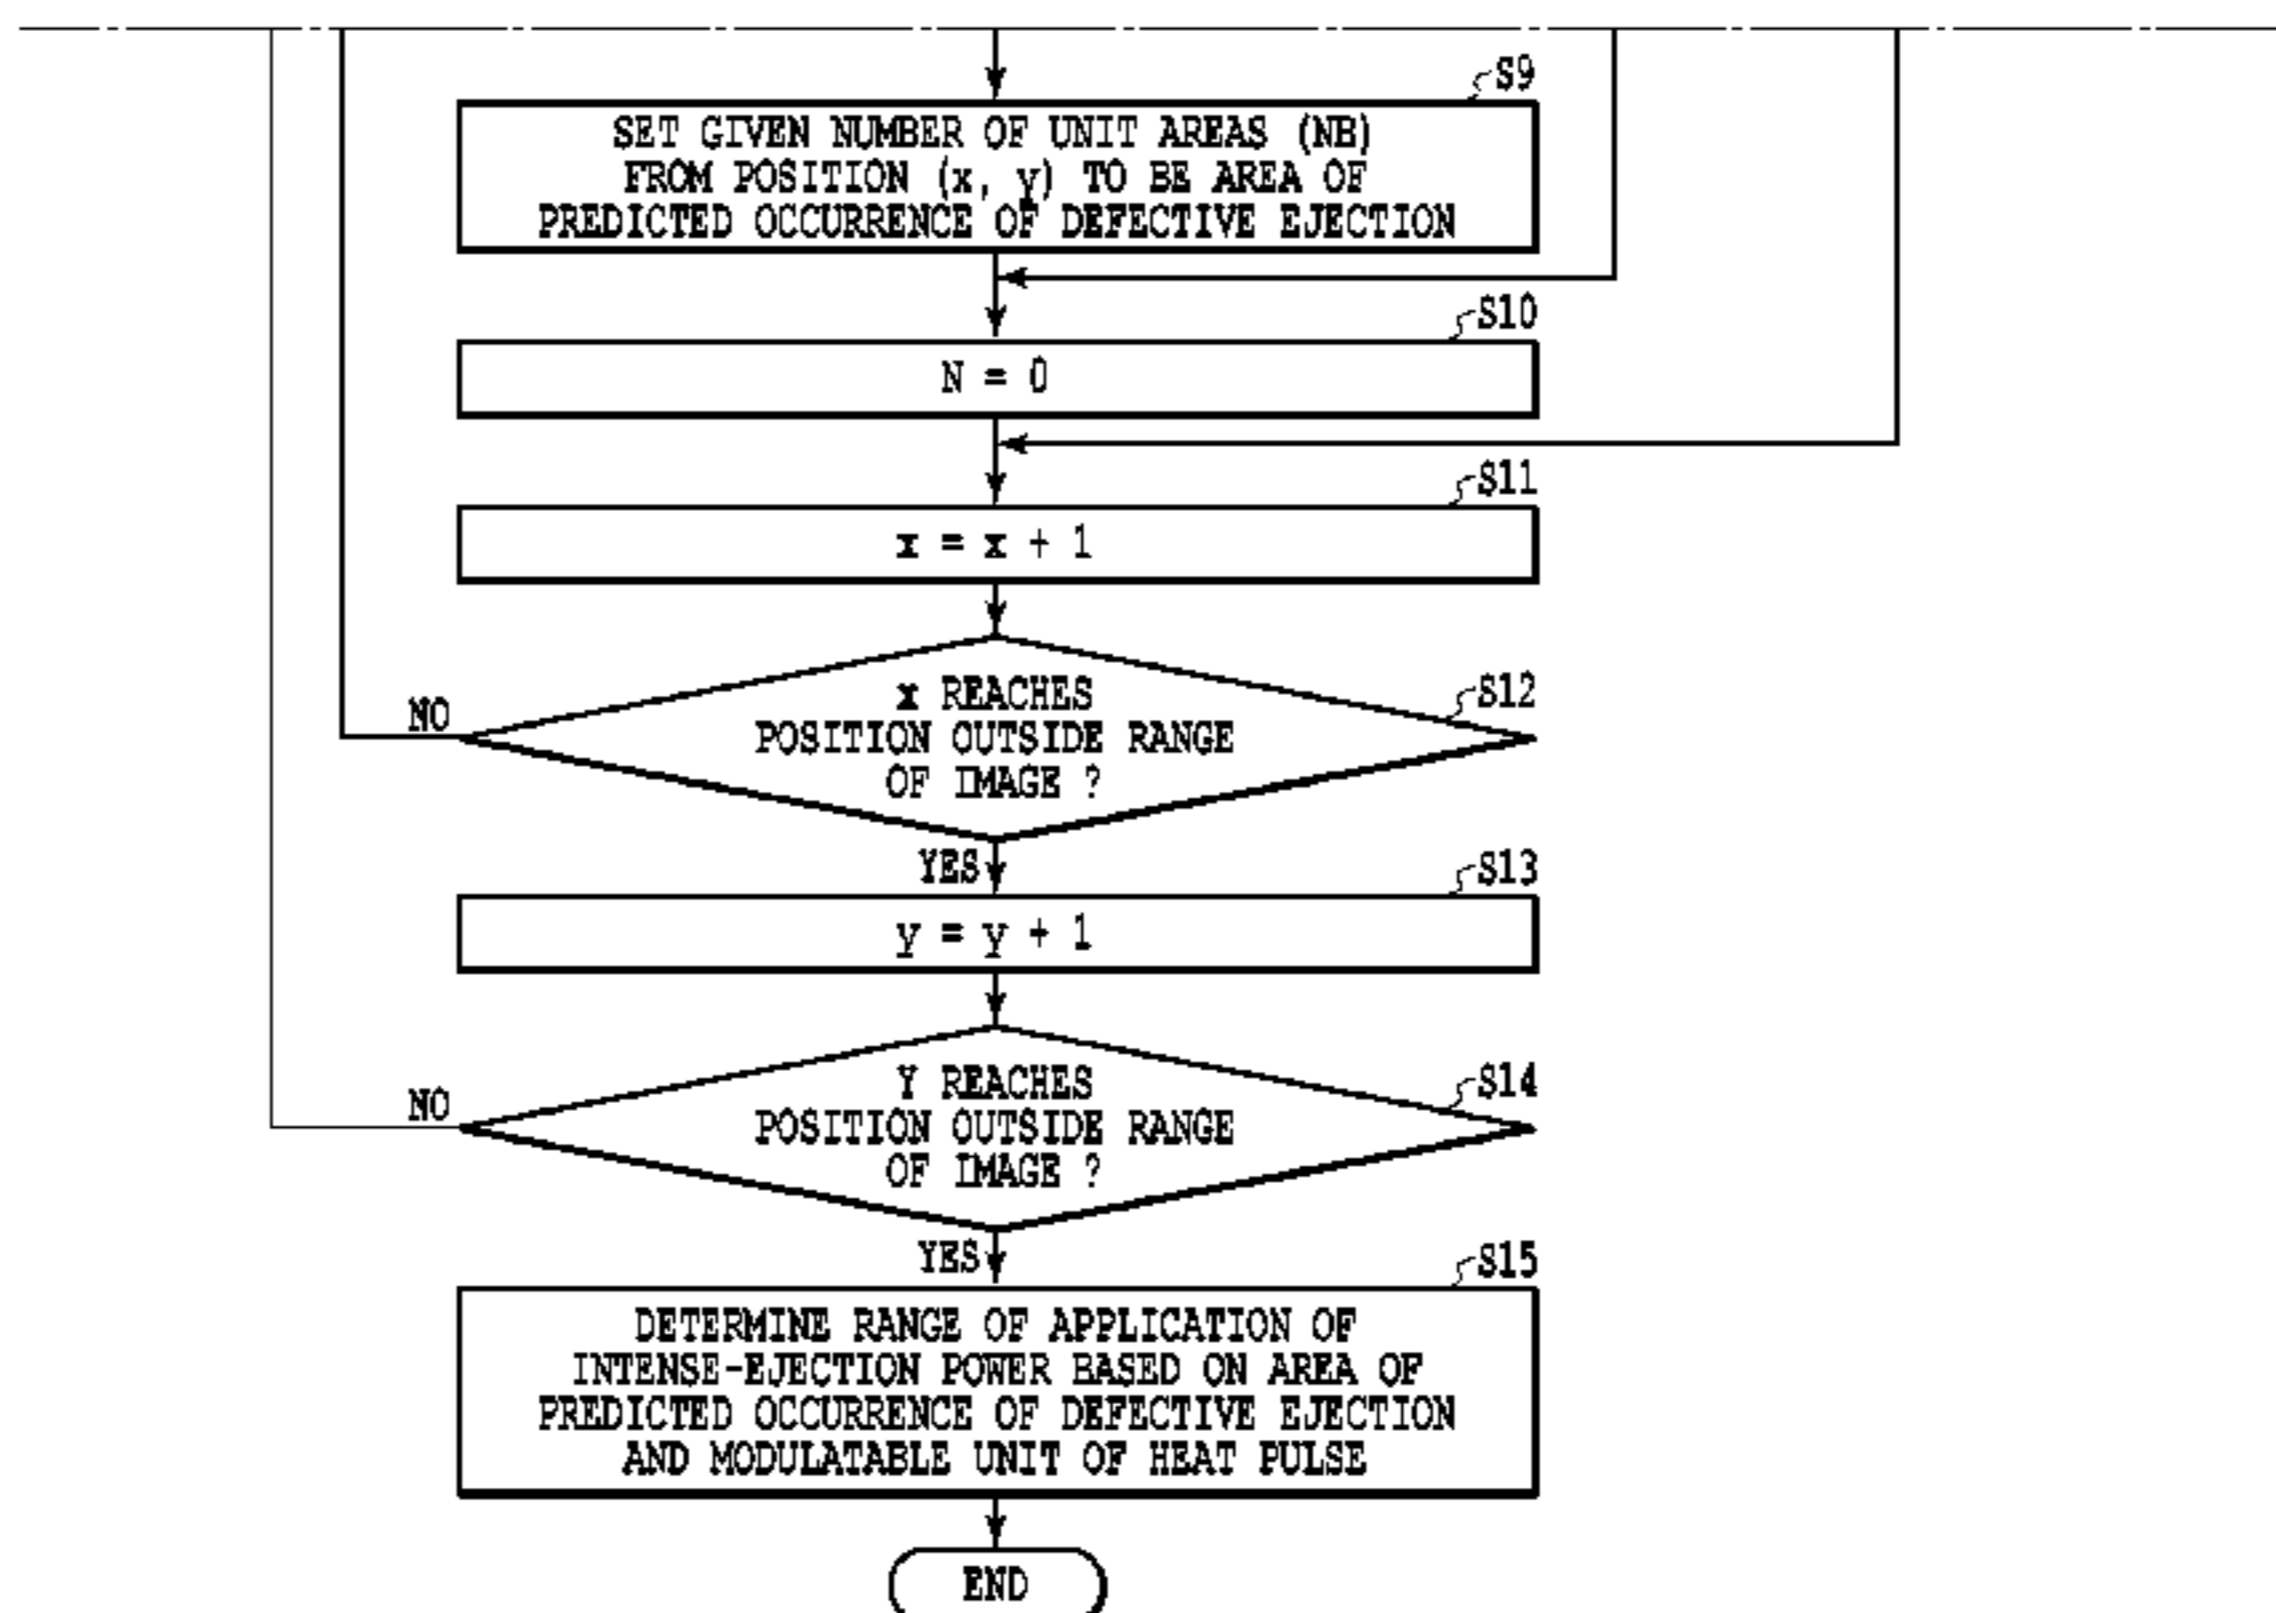 S9
SET GIVEN NUMBER OF UNIT AREAS (NB)
FROM POSITION (x, y) TO BE AREA OF
PREDICTED OCCURRENCE OF DEFECTIVE EJECTION
S10
N = 0
S11
x = x + 1
S12
x REACHES
POSITION OUTSIDE RANGE
OF IMAGE ?
NO
YES
S13
y = y + 1
S14
Y REACHES
POSITION OUTSIDE RANGE
OF IMAGE ?
NO
YES
S15
DETERMINE RANGE OF APPLICATION OF
INTENSE-EJECTION POWER BASED ON AREA OF
PREDICTED OCCURRENCE OF DEFECTIVE EJECTION
AND MODULATABLE UNIT OF HEAT PULSE
END